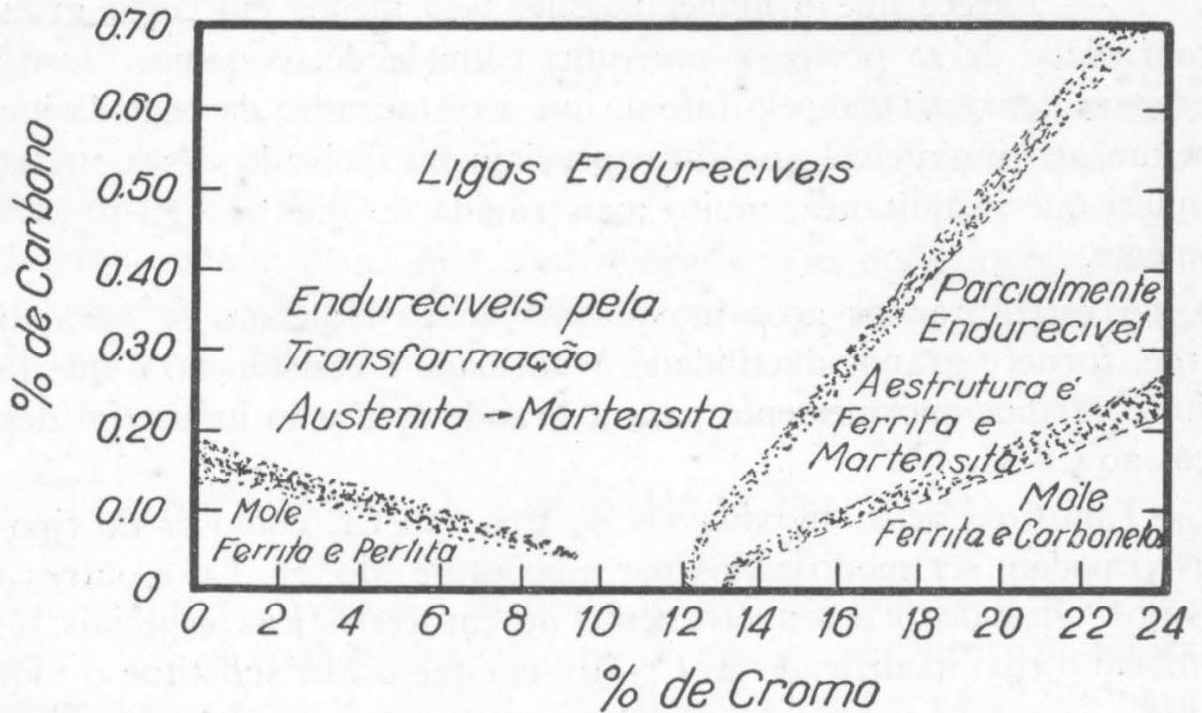 0.70
0.60
0.50
0.40
0.30
0.20
0.10
0
% de Carbono
Ligas Endureciveis
Endureciveis pela
Transformação
Austenita → Martensita
Mole
Ferrita e Perlita
Parcialmente
Endurecivel
A estrutura é
Ferrita e
Martensita
Mole
Ferrita e Carbonetos
0 2 4 6 8 10 12 14 16 18 20 22 24
% de Cromo